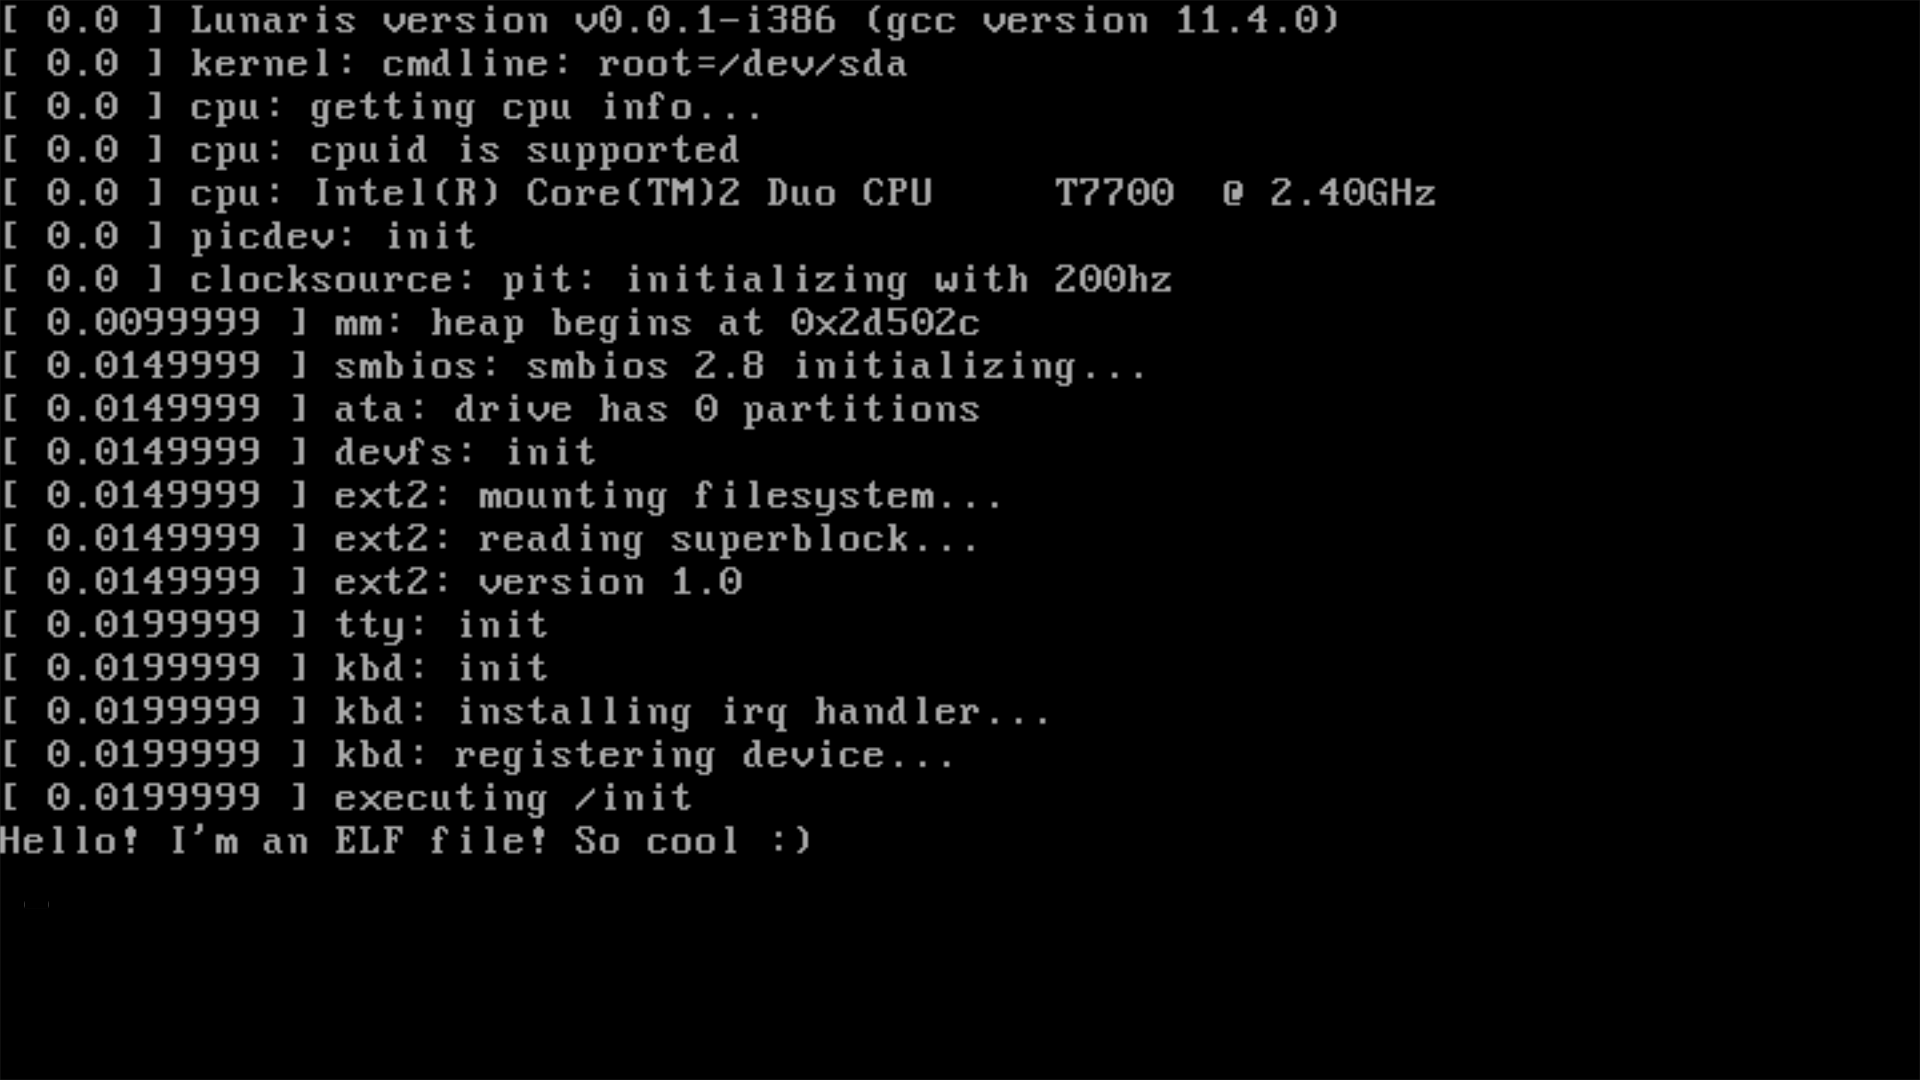 [ 0.0 ] Lunaris version v0.0.1-i386 (gcc version 11.4.0)
[ 0.0 ] kernel: cmdline: root=/dev/sda
[ 0.0 ] cpu: getting cpu info...
[ 0.0 ] cpu: cpuid is supported
[ 0.0 ] cpu: Intel(R) Core(TM)2 Duo CPU     T7700  @ 2.40GHz
[ 0.0 ] picdev: init
[ 0.0 ] clocksource: pit: initializing with 200hz
[ 0.0099999 ] mm: heap begins at 0x2d502c
[ 0.0149999 ] smbios: smbios 2.8 initializing...
[ 0.0149999 ] ata: drive has 0 partitions
[ 0.0149999 ] devfs: init
[ 0.0149999 ] ext2: mounting filesystem...
[ 0.0149999 ] ext2: reading superblock...
[ 0.0149999 ] ext2: version 1.0
[ 0.0199999 ] tty: init
[ 0.0199999 ] kbd: init
[ 0.0199999 ] kbd: installing irq handler...
[ 0.0199999 ] kbd: registering device...
[ 0.0199999 ] executing /init
Hello! I'm an ELF file! So cool :)